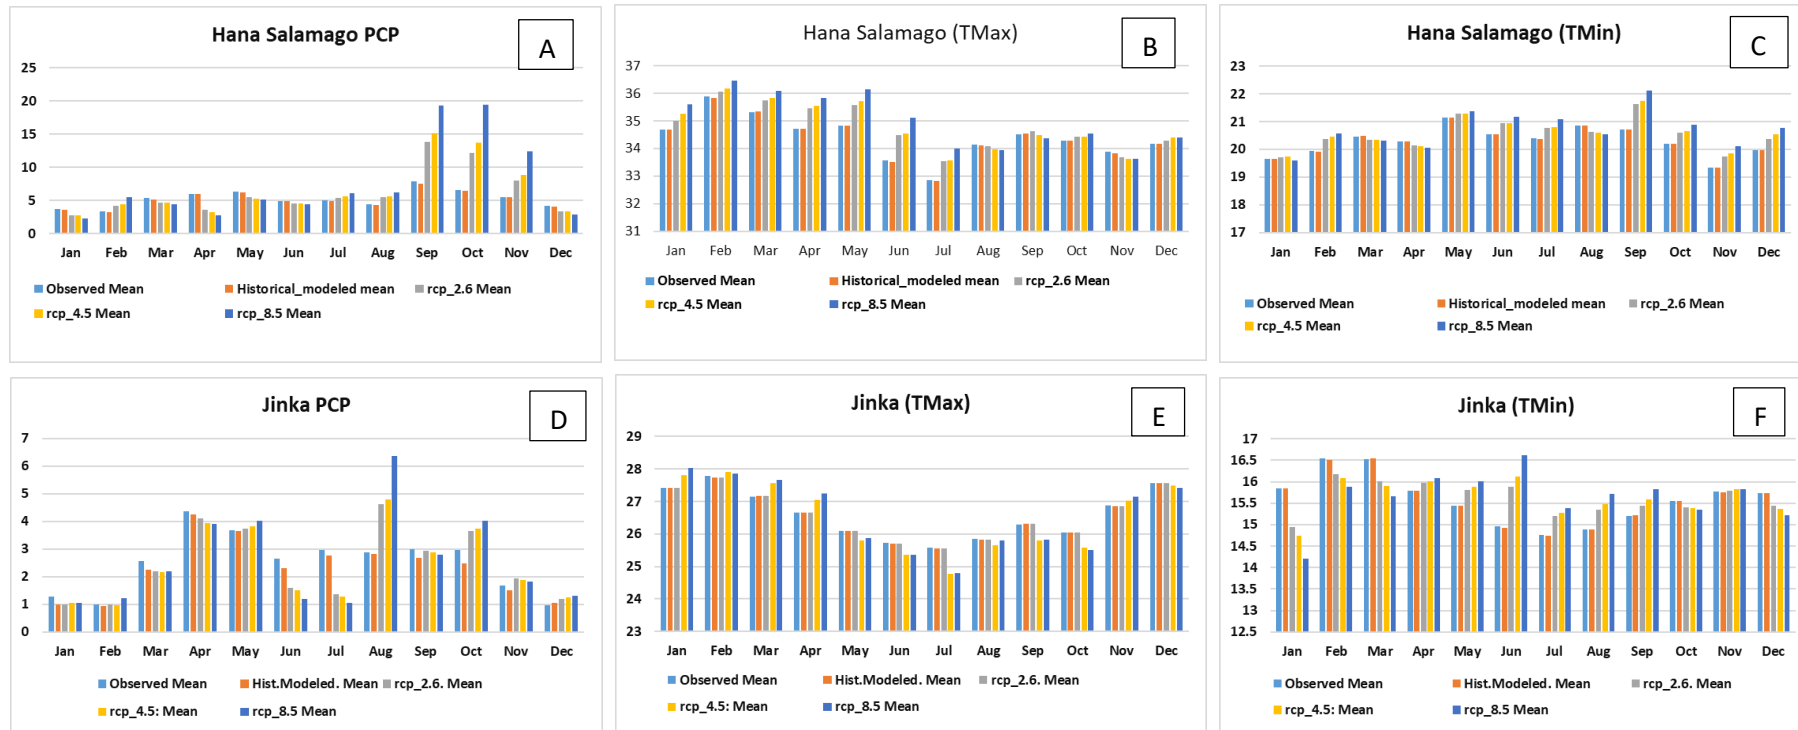 Hana Salamago PCP
A
25
20
15
10
5
0
Jan Feb Mar Apr May Jun Jul Aug Sep Oct Nov Dec
Observed Mean Historical_modeled mean rcp_2.6 Mean
rcp_4.5 Mean rcp_8.5 Mean
Hana Salamago (TMax)
B
37
36
35
34
33
32
31
Jan Feb Mar Apr May Jun Jul Aug Sep Oct Nov Dec
Observed Mean Historical_modeled mean rcp_2.6 Mean
rcp_4.5 Mean rcp_8.5 Mean
Hana Salamago (TMin)
C
23
22
21
20
19
18
17
Jan Feb Mar Apr May Jun Jul Aug Sep Oct Nov Dec
Observed Mean Historical_modeled mean rcp_2.6 Mean
rcp_4.5 Mean rcp_8.5 Mean
Jinka PCP
D
7
6
5
4
3
2
1
0
Jan Feb Mar Apr May Jun Jul Aug Sep Oct Nov Dec
Observed Mean Hist.Modeled. Mean rcp_2.6. Mean
rcp_4.5: Mean rcp_8.5 Mean
Jinka (TMax)
E
29
28
27
26
25
24
23
Jan Feb Mar Apr May Jun Jul Aug Sep Oct Nov Dec
Observed Mean Hist.Modeled. Mean rcp_2.6. Mean
rcp_4.5: Mean rcp_8.5 Mean
Jinka (TMin)
F
17
16.5
16
15.5
15
14.5
14
13.5
13
12.5
Jan Feb Mar Apr May Jun Jul Aug Sep Oct Nov Dec
Observed Mean Hist.Modeled. Mean rcp_2.6. Mean
rcp_4.5: Mean rcp_8.5 Mean